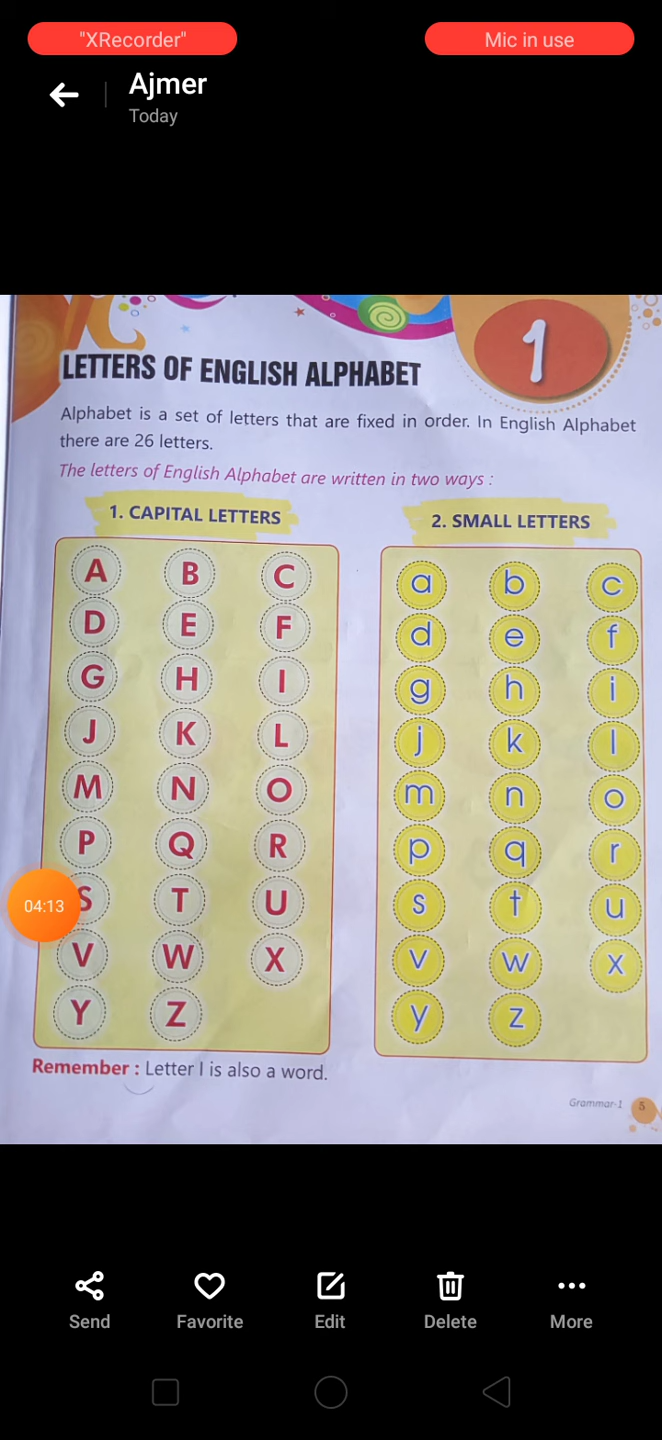 "XRecorder" Mic in use
Ajmer
Today
1
LETTERS OF ENGLISH ALPHABET
Alphabet is a set of letters that are fixed in order. In English Alphabet
there are 26 letters.
The letters of English Alphabet are written in two ways :
1. CAPITAL LETTERS
A B C
D E F
G H I
J K L
M N O
P Q R
S T U
V W X
Y Z
2. SMALL LETTERS
a b c
d e f
g h i
j k l
m n o
p q r
s t u
v w x
y z
04:13
Remember : Letter I is also a word.
Grammar-1 5
Send Favorite Edit Delete More